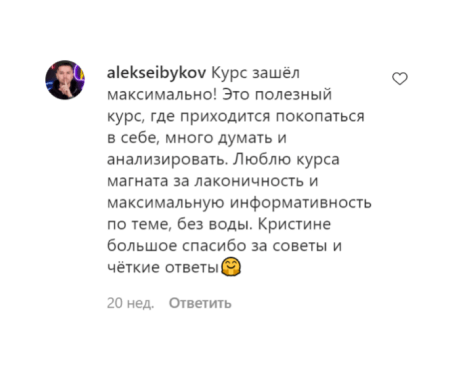 alekseibykov Курс зашёл
максимально! Это полезный
курс, где приходится покопаться
в себе, много думать и
анализировать. Люблю курса
магната за лаконичность и
максимальную информативность
по теме, без воды. Кристине
большое спасибо за советы и
чёткие ответы🤗
20 нед. Ответить